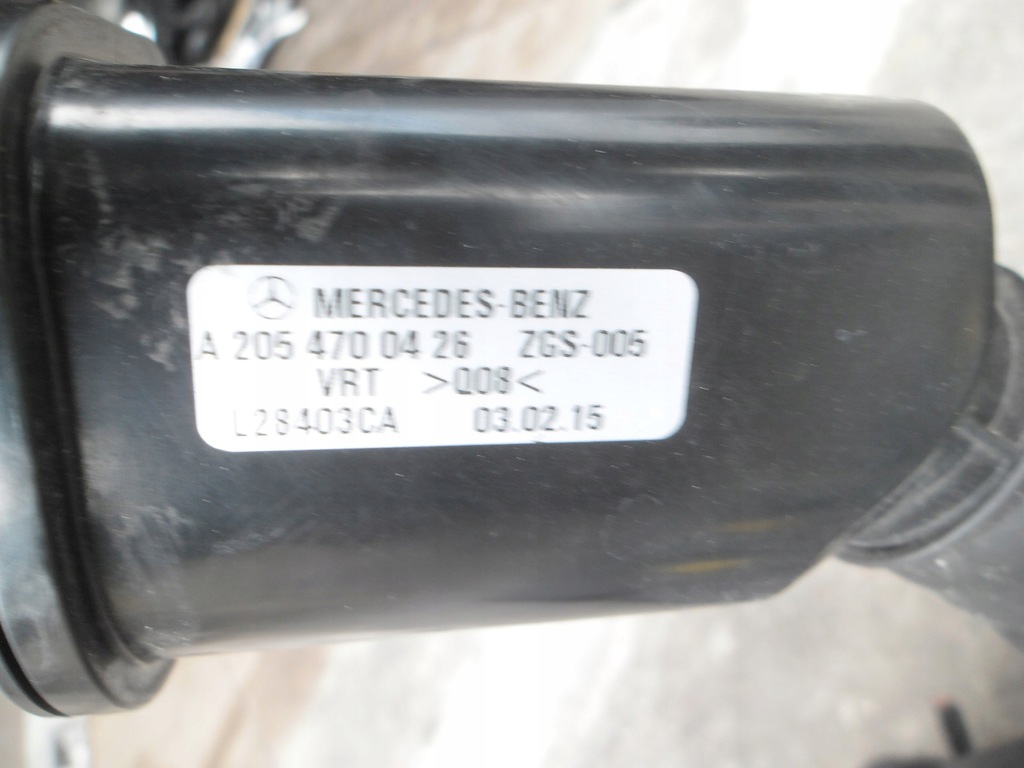 MERCEDES-BENZ
A 205 470 04 26 ZGS-005
VRT >Q08<
L28403CA 03.02.15